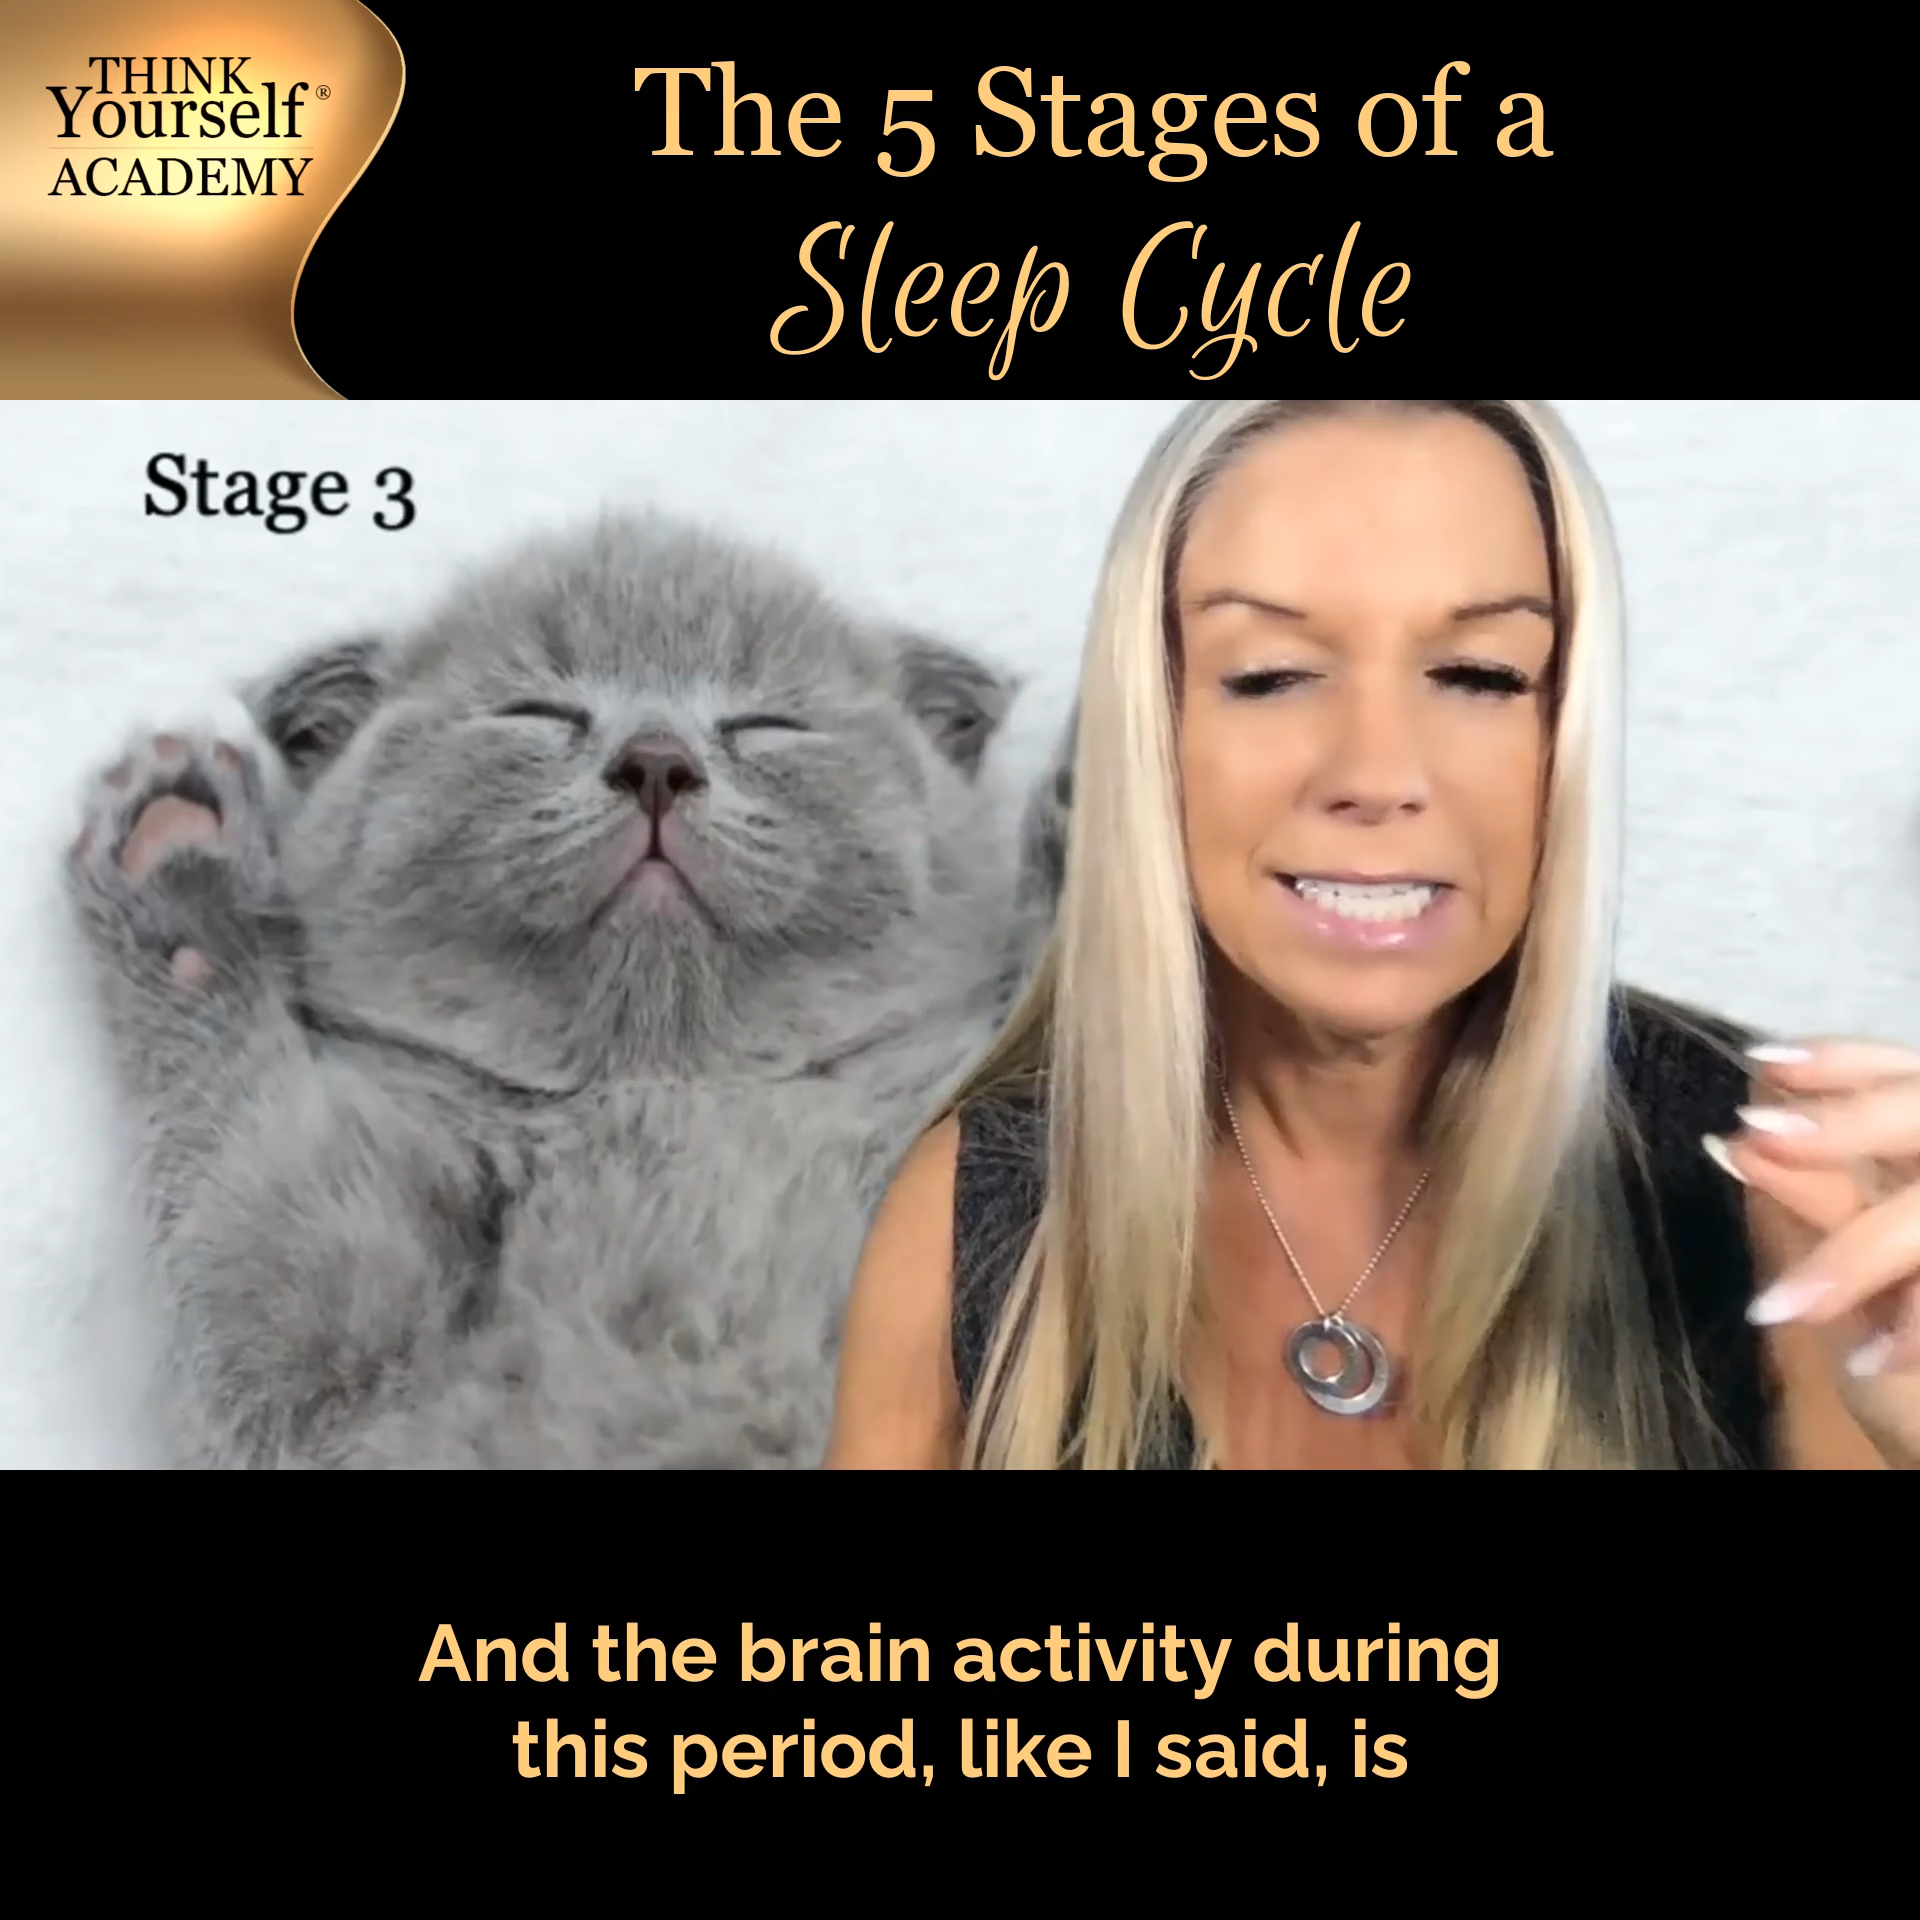 THINK
Yourself®
ACADEMY
The 5 Stages of a
Sleep Cycle
Stage 3
And the brain activity during
this period, like I said, is